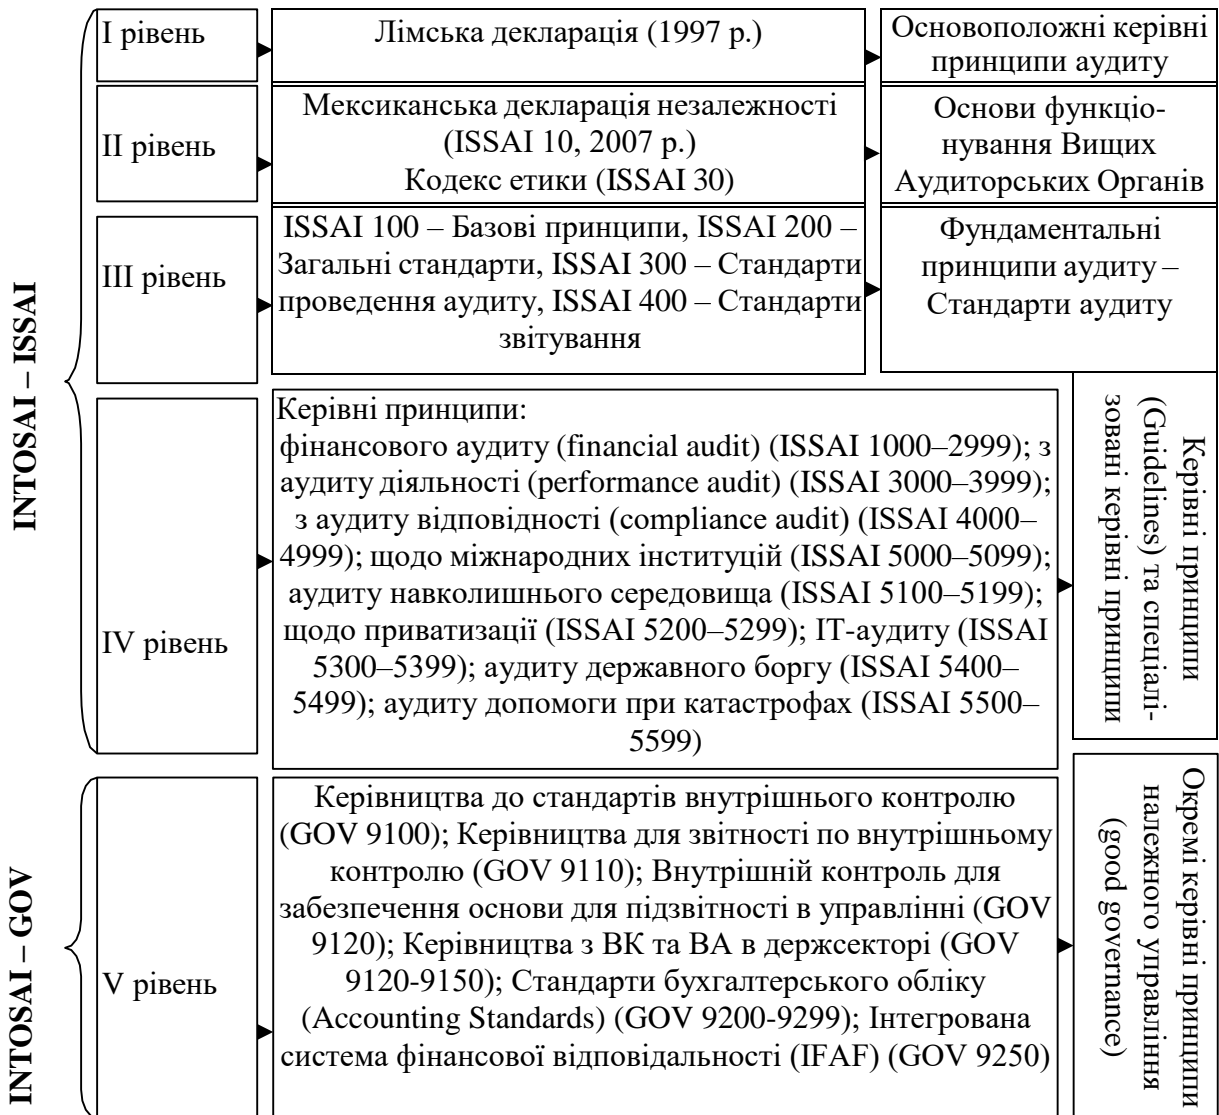 INTOSAI – ISSAI
І рівень
Лімська декларація (1997 р.)
Основоположні керівні
принципи аудиту
ІІ рівень
Мексиканська декларація незалежності
(ISSAI 10, 2007 р.)
Кодекс етики (ISSAI 30)
Основи функціо-
нування Вищих
Аудиторських Органів
ІІІ рівень
ISSAI 100 – Базові принципи, ISSAI 200 –
Загальні стандарти, ISSAI 300 – Стандарти
проведення аудиту, ISSAI 400 – Стандарти
звітування
Фундаментальні
принципи аудиту –
Стандарти аудиту
IV рівень
Керівні принципи:
фінансового аудиту (financial audit) (ISSAI 1000–2999); з
аудиту діяльності (performance audit) (ISSAI 3000–3999);
з аудиту відповідності (compliance audit) (ISSAI 4000–
4999); щодо міжнародних інституцій (ISSAI 5000–5099);
аудиту навколишнього середовища (ISSAI 5100–5199);
щодо приватизації (ISSAI 5200–5299); ІТ-аудиту (ISSAI
5300–5399); аудиту державного боргу (ISSAI 5400–
5499); аудиту допомоги при катастрофах (ISSAI 5500–
5599)
Керівні принципи
(Guidelines) та спеціалі-
зовані керівні принципи
INTOSAI – GOV
V рівень
Керівництва до стандартів внутрішнього контролю
(GOV 9100); Керівництва для звітності по внутрішньому
контролю (GOV 9110); Внутрішній контроль для
забезпечення основи для підзвітності в управлінні (GOV
9120); Керівництва з ВК та ВА в держсекторі (GOV
9120-9150); Стандарти бухгалтерського обліку
(Accounting Standards) (GOV 9200-9299); Інтегрована
система фінансової відповідальності (IFAF) (GOV 9250)
Окремі керівні принципи
належного управління
(good governance)